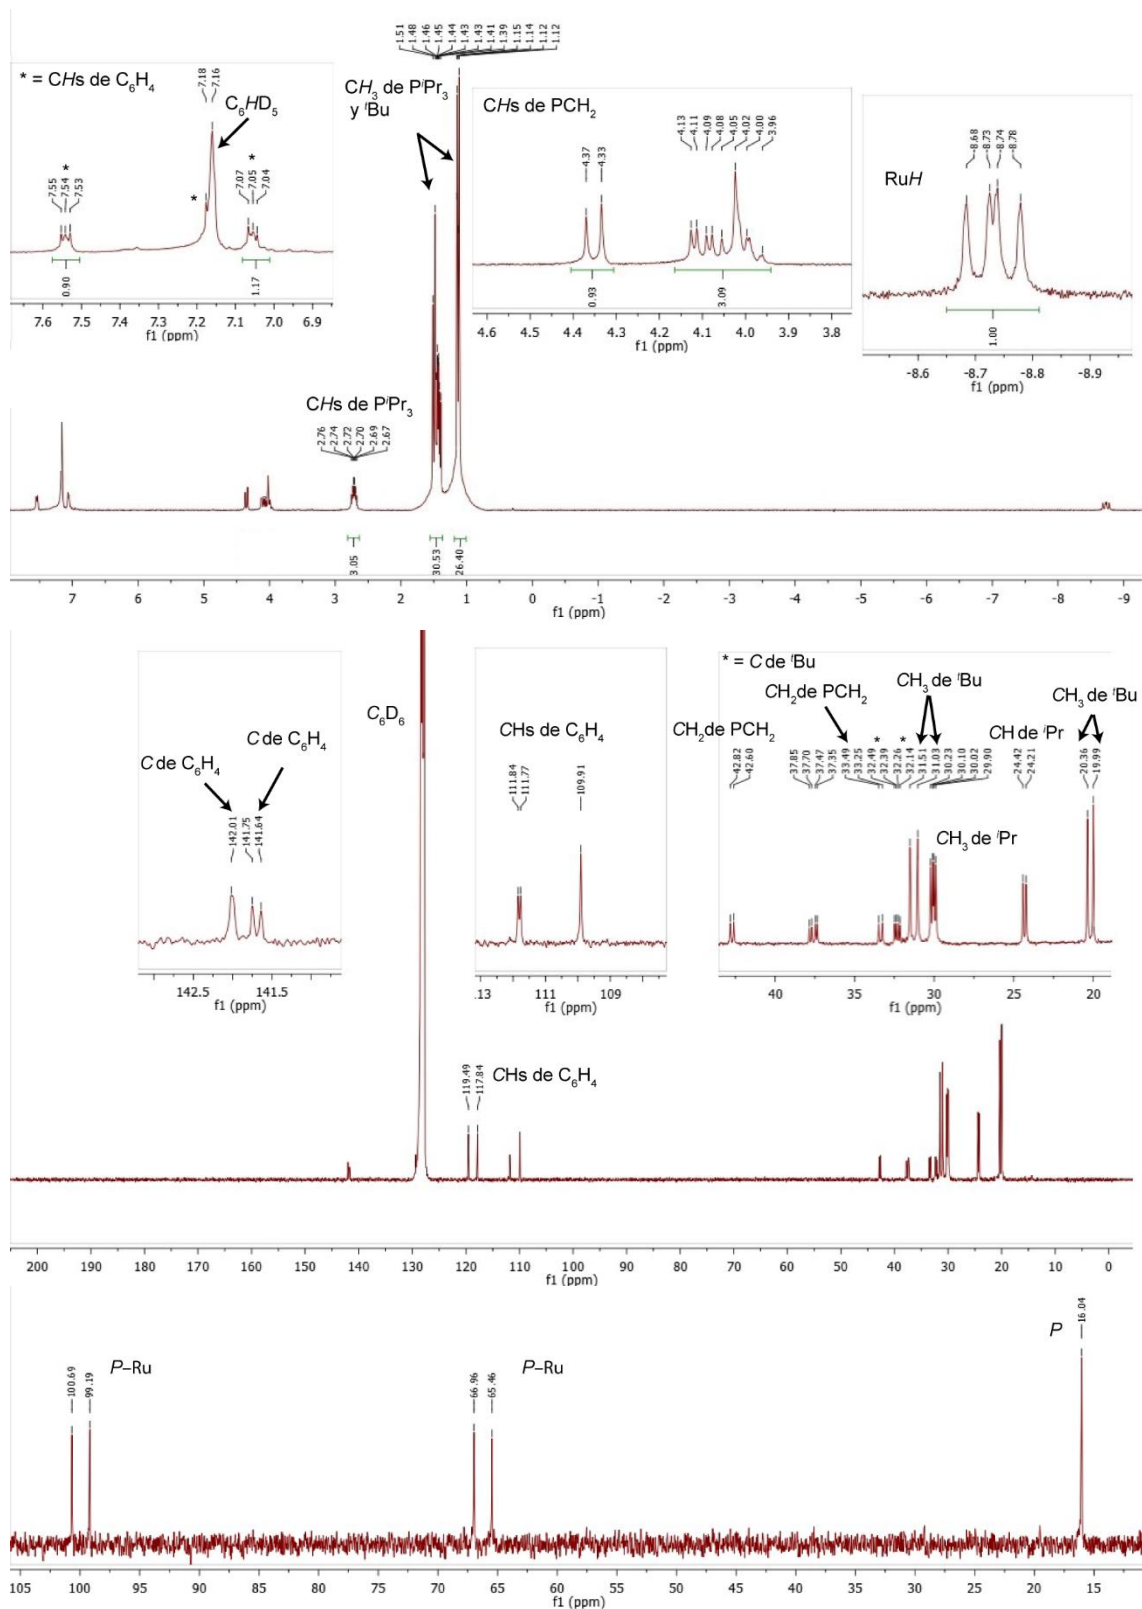 1.51
1.48
1.46
1.45
1.44
1.43
1.43
1.41
1.39
1.15
1.14
1.12
1.12
* = CHs de C₆H₄
7.18
7.16
C₆HD₅
7.55
7.54 *
7.53
*
7.07
7.05 *
7.04
0.90
1.17
7.6 7.5 7.4 7.3 7.2 7.1 7.0 6.9
f1 (ppm)
CH₃ de PⁱPr₃
y ᵗBu
CHs de PCH₂
4.37
4.33
4.13
4.11
4.09
4.08
4.05
4.02
4.00
3.96
0.93
3.09
4.6 4.5 4.4 4.3 4.2 4.1 4.0 3.9 3.8
f1 (ppm)
RuH
-8.68
-8.73
-8.74
-8.78
1.00
-8.6 -8.7 -8.8 -8.9
f1 (ppm)
CHs de PⁱPr₃
2.76
2.74
2.72
2.70
2.69
2.67
3.05
30.53
26.40
7 6 5 4 3 2 1 0 -1 -2 -3 -4 -5 -6 -7 -8 -9
f1 (ppm)
C de C₆H₄
C de C₆H₄
142.01
141.75
141.64
142.5 141.5
f1 (ppm)
C₆D₆
CHs de C₆H₄
111.84
111.77
109.91
.13 111 109
f1 (ppm)
* = C de ᵗBu
CH₂de PCH₂
CH₂de PCH₂
* *
CH₃ de ᵗBu
CH de ⁱPr
CH₃ de ᵗBu
42.82
42.60
37.85
37.70
37.47
37.35
33.49
33.25
32.49
32.39
32.26
32.14
31.51
31.03
30.23
30.10
30.02
29.90
24.42
24.21
20.36
19.99
CH₃ de ⁱPr
40 35 30 25 20
f1 (ppm)
119.49
117.84
CHs de C₆H₄
200 190 180 170 160 150 140 130 120 110 100 90 80 70 60 50 40 30 20 10 0
f1 (ppm)
100.69
99.19
P–Ru
66.96
65.46
P–Ru
P
16.04
105 100 95 90 85 80 75 70 65 60 55 50 45 40 35 30 25 20 15
f1 (ppm)